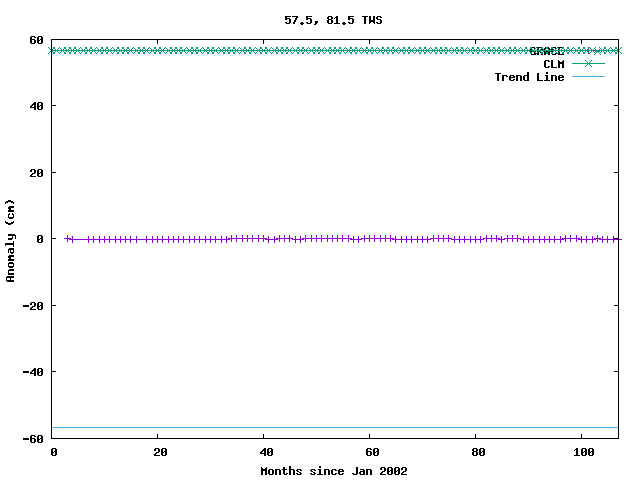 57.5, 81.5 TWS
60
40
20
0
-20
-40
-60
0 20 40 60 80 100
Anomaly (cm)
Months since Jan 2002
GRACE
CLM
Trend Line